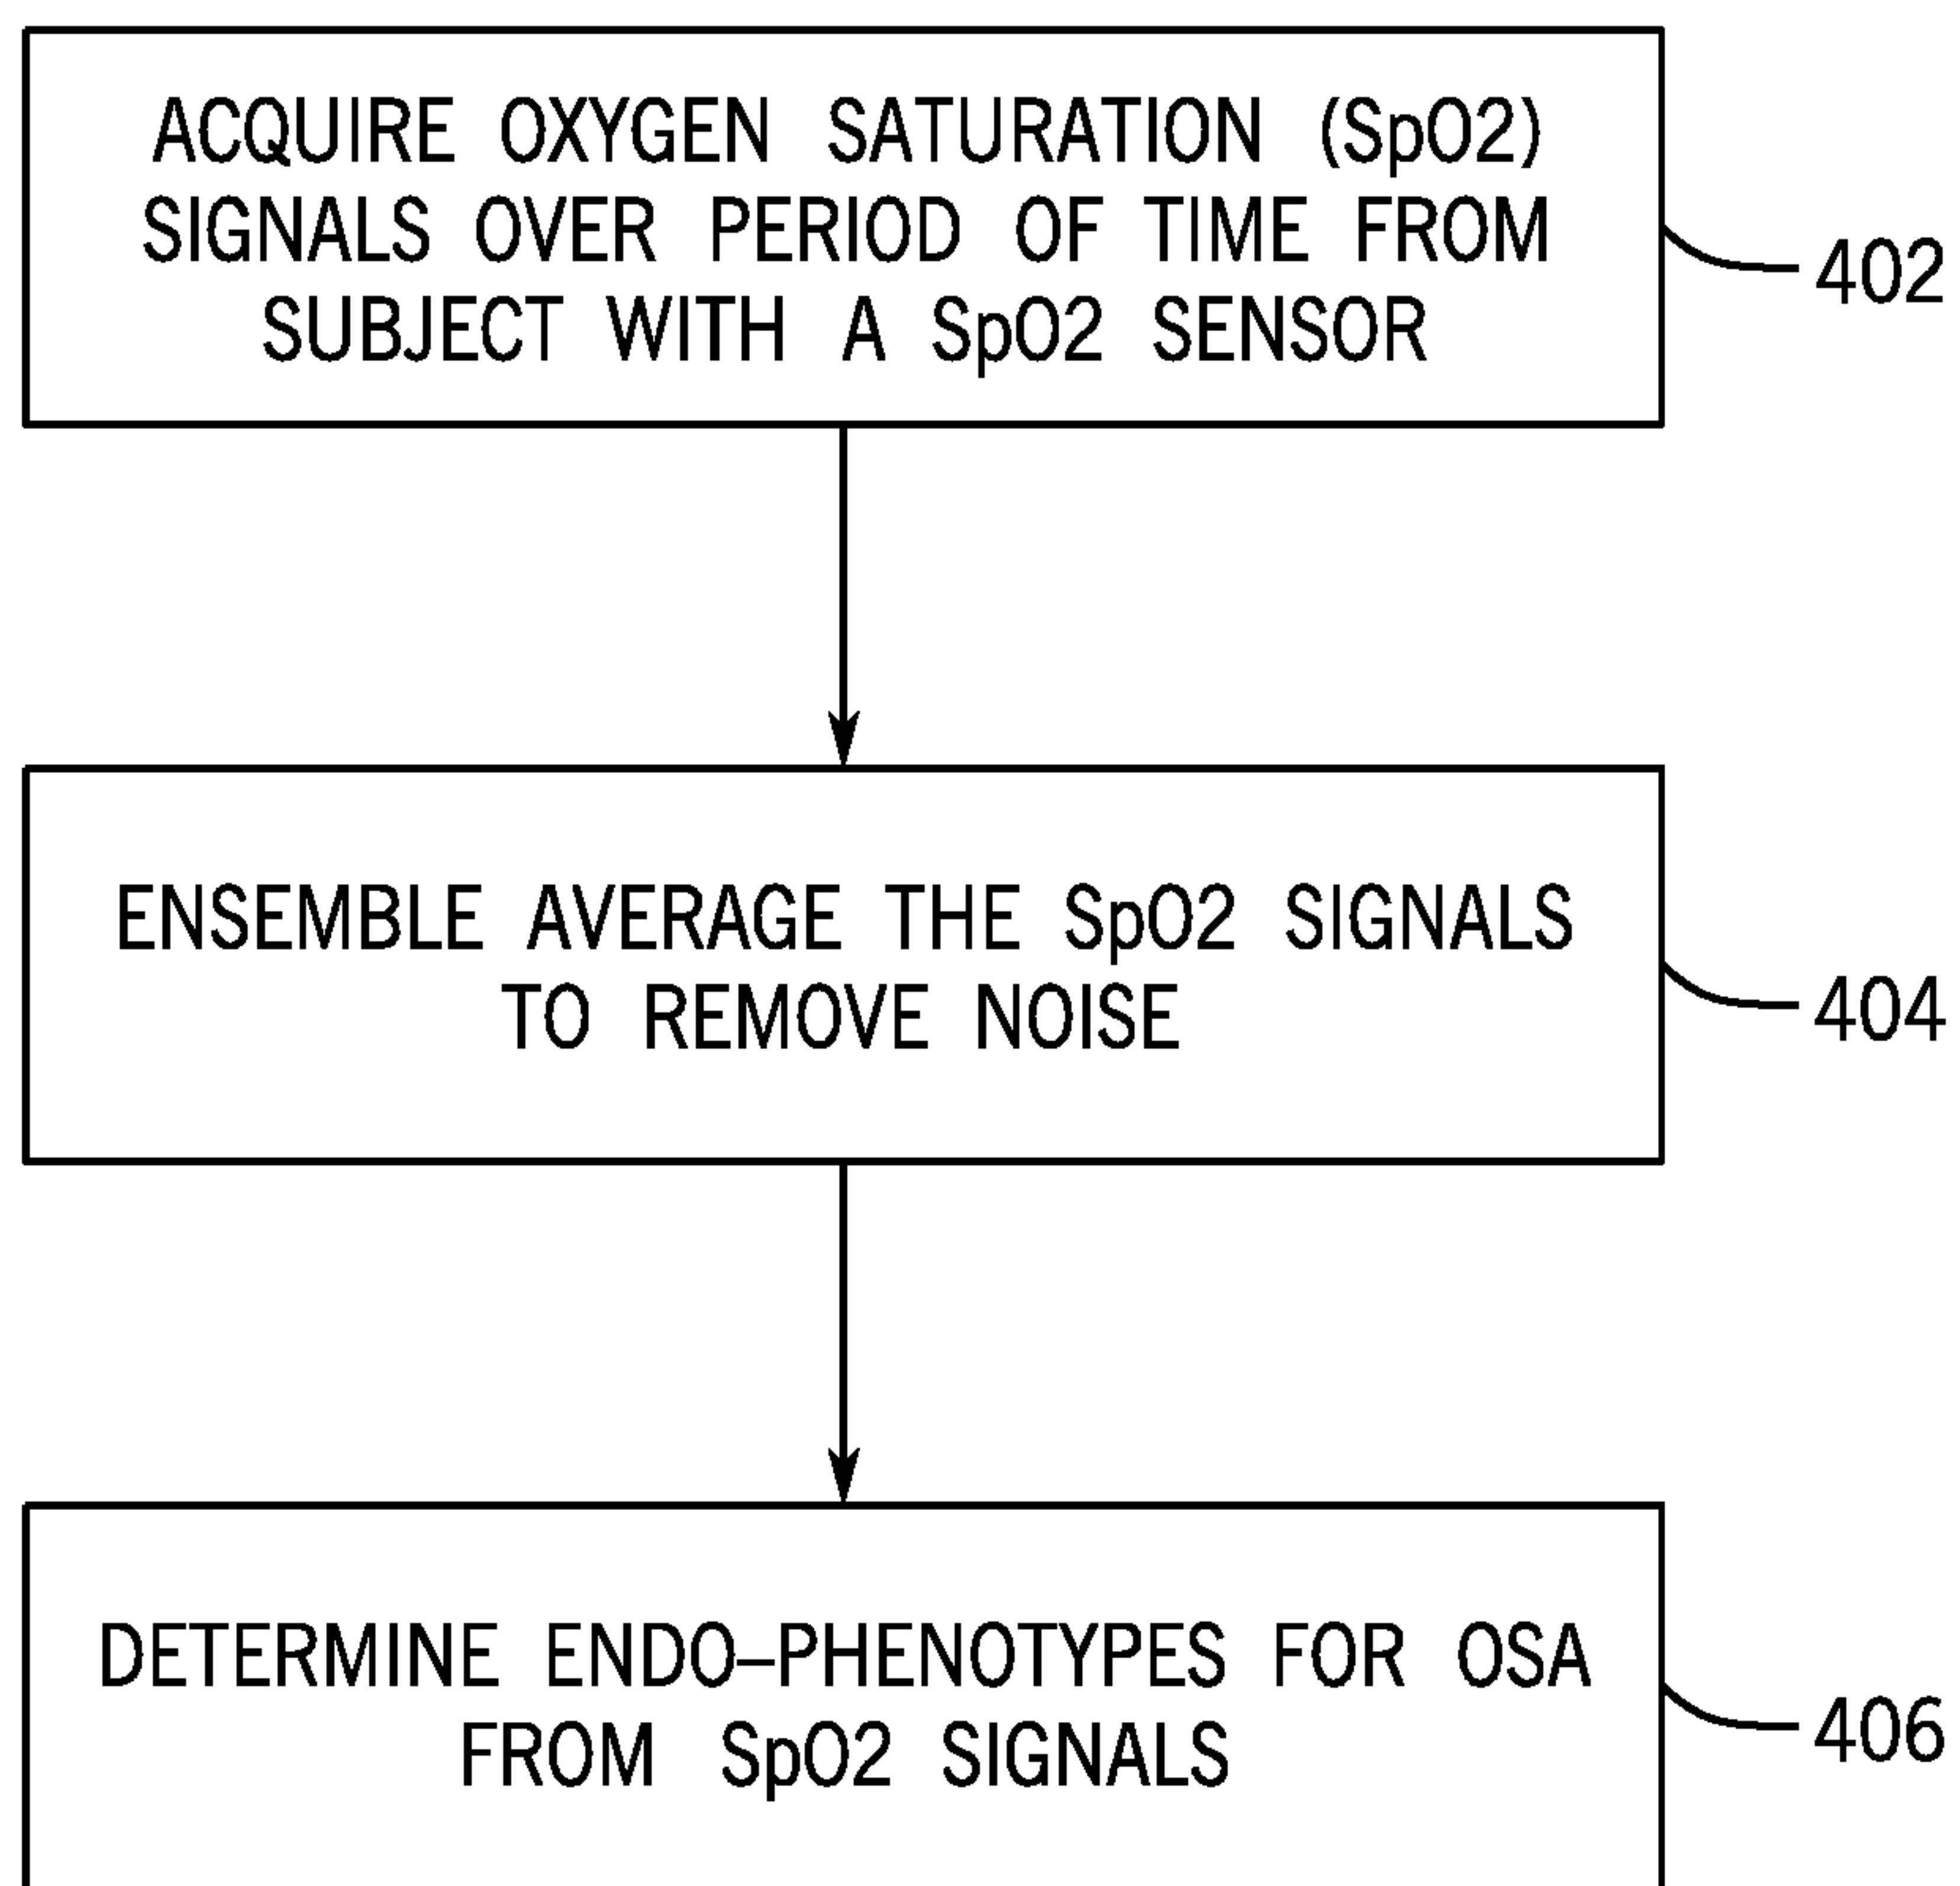 ACQUIRE OXYGEN SATURATION (SpO2)
SIGNALS OVER PERIOD OF TIME FROM
SUBJECT WITH A SpO2 SENSOR
402
ENSEMBLE AVERAGE THE SpO2 SIGNALS
TO REMOVE NOISE
404
DETERMINE ENDO–PHENOTYPES FOR OSA
FROM SpO2 SIGNALS
406